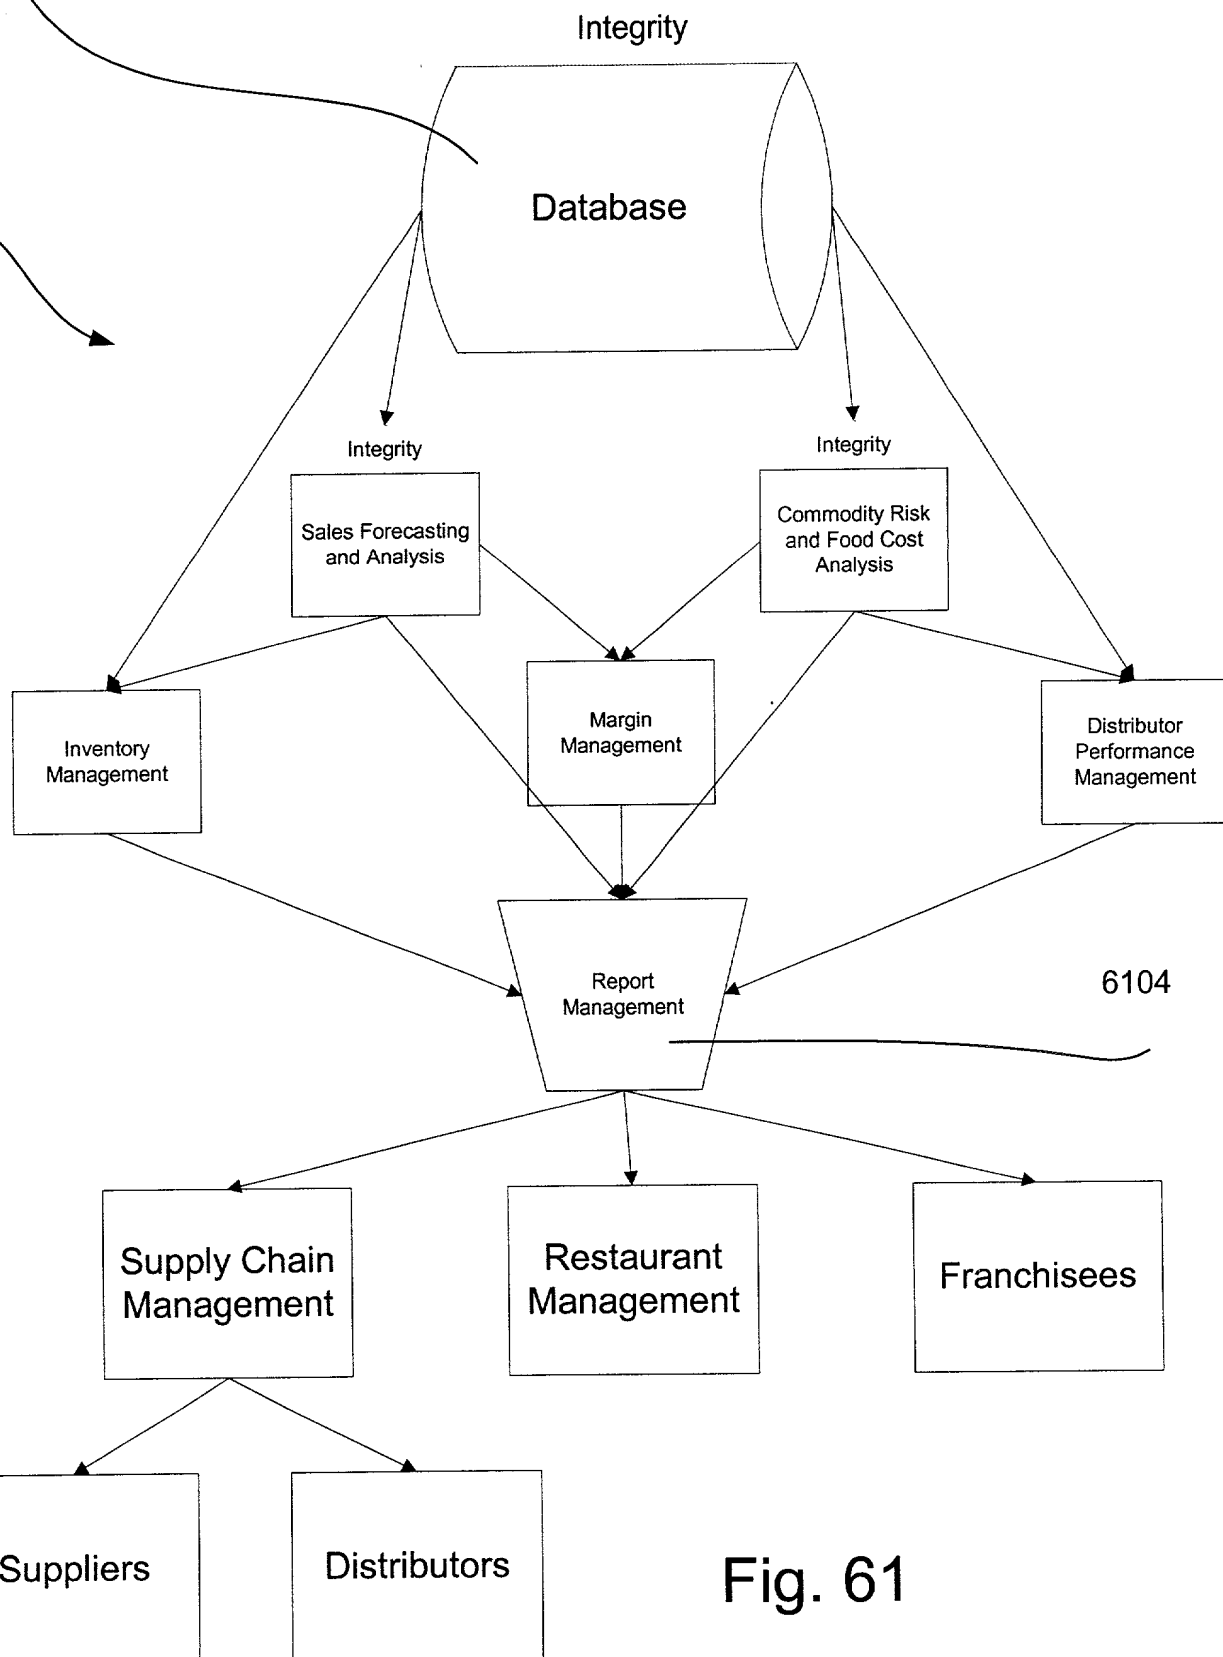 Integrity
Database
Integrity
Integrity
Sales Forecasting
and Analysis
Commodity Risk
and Food Cost
Analysis
Inventory
Management
Margin
Management
Distributor
Performance
Management
Report
Management
6104
Supply Chain
Management
Restaurant
Management
Franchisees
Suppliers
Distributors
Fig. 61